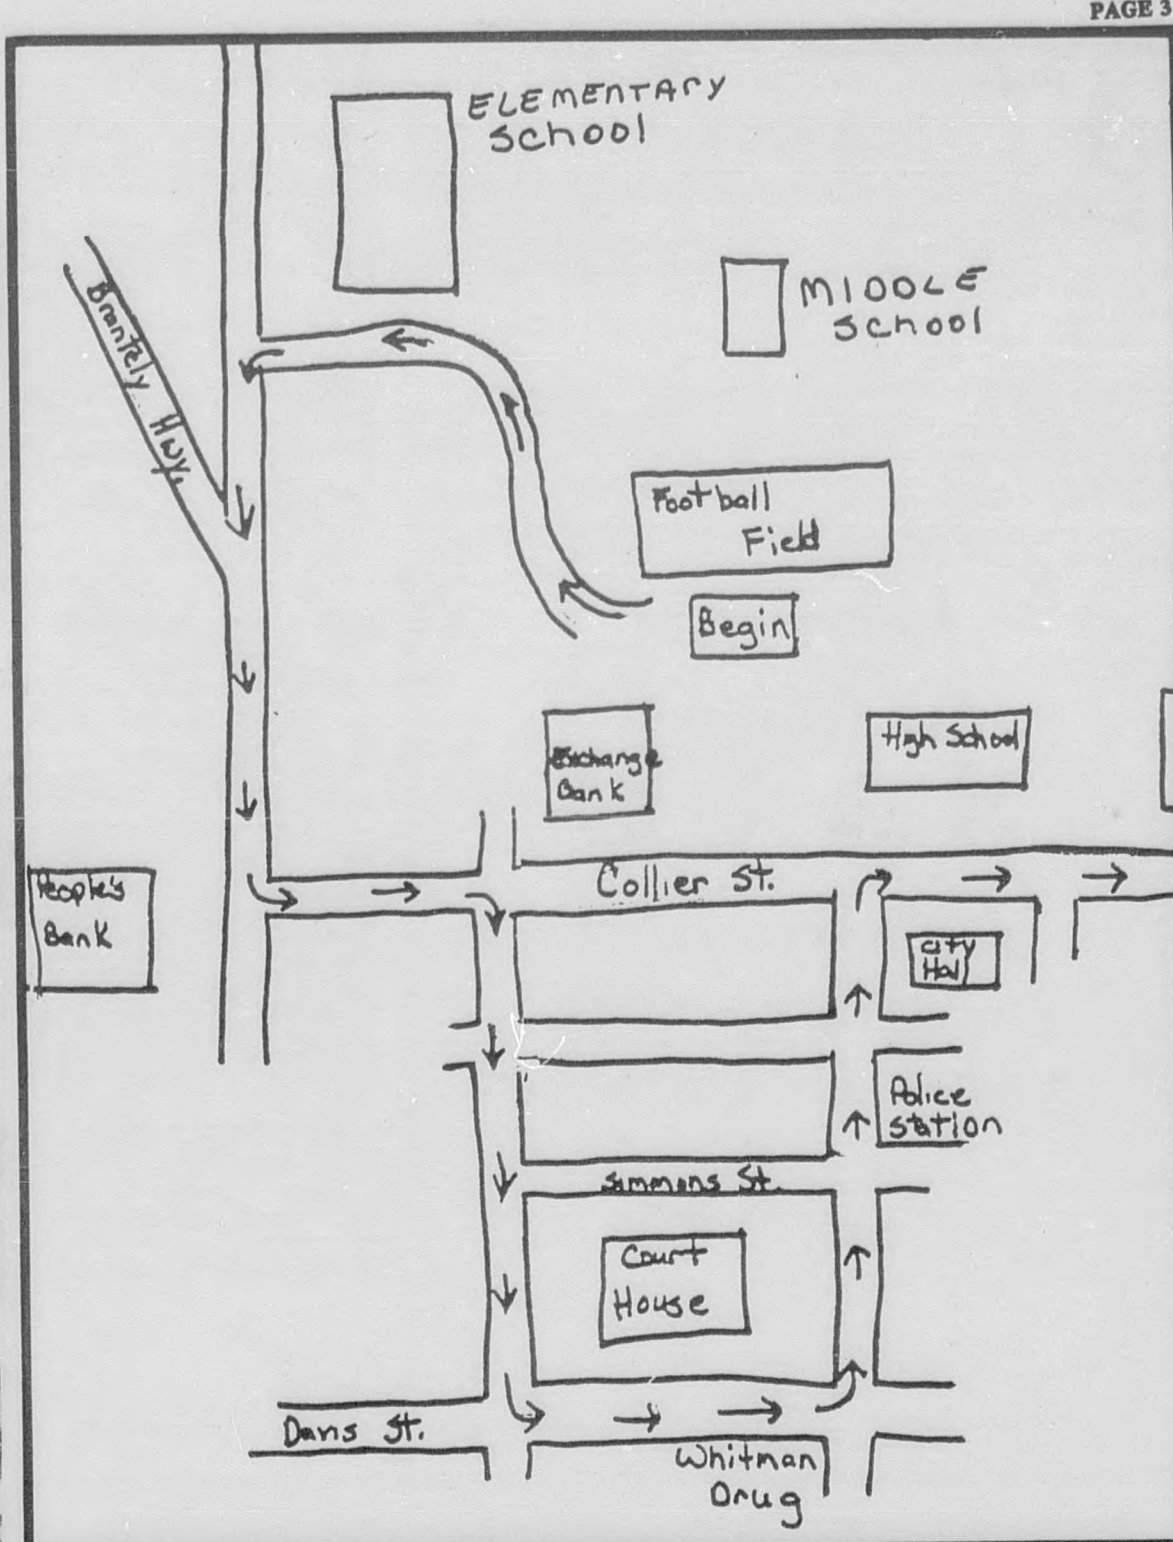 PAGE 3
ELEMENTARY
School
MIDDLE
School
Brantely Hwy.
Football
Field
Begin
Exchange
Bank
High School
People's
Bank
Collier St.
City
Hall
Police
station
Simmons St.
Court
House
Davis St.
Whitman
Drug